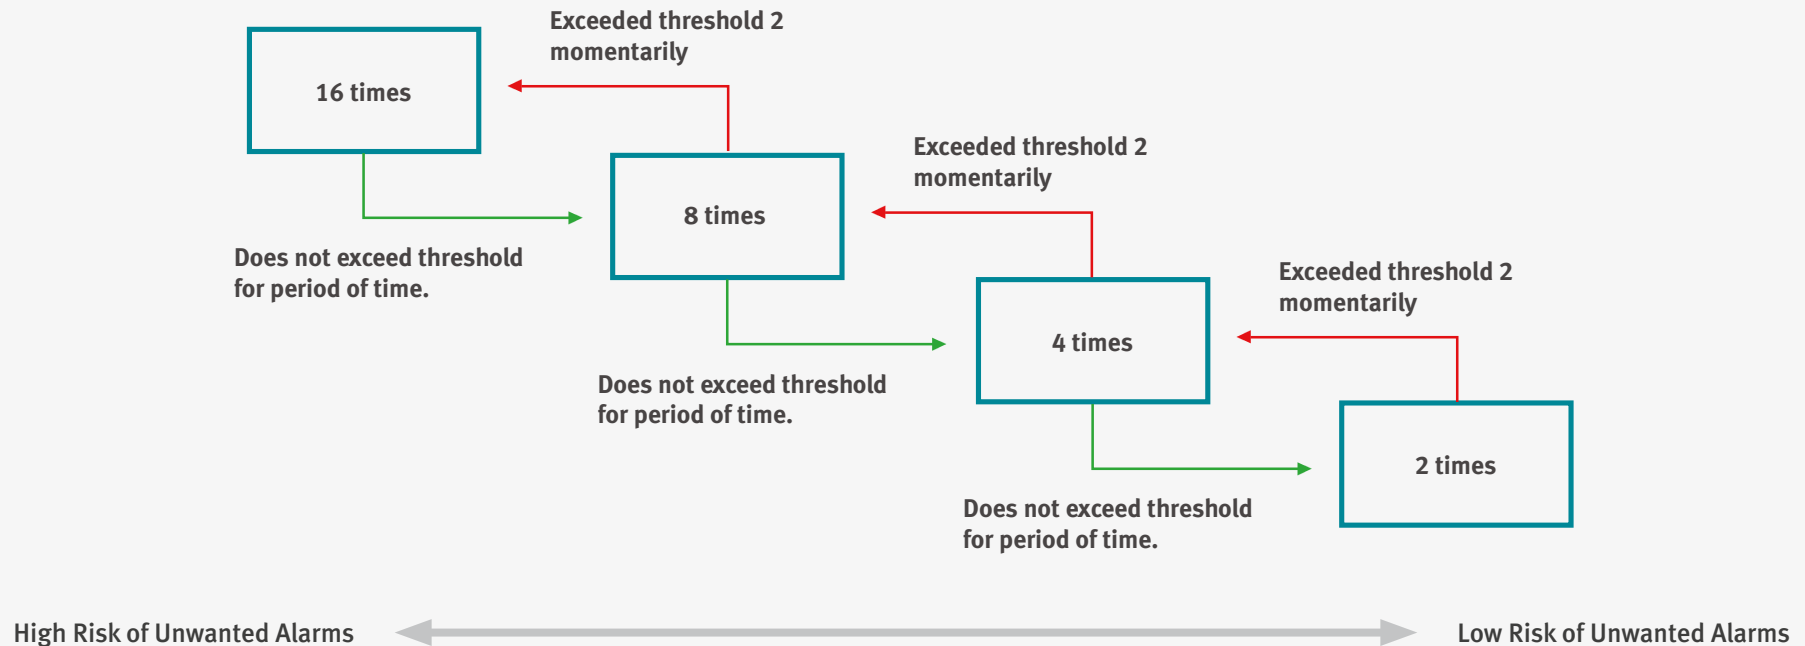 Exceeded threshold 2
momentarily
16 times
Exceeded threshold 2
momentarily
8 times
Does not exceed threshold
for period of time.
Exceeded threshold 2
momentarily
4 times
Does not exceed threshold
for period of time.
2 times
Does not exceed threshold
for period of time.
High Risk of Unwanted Alarms
Low Risk of Unwanted Alarms